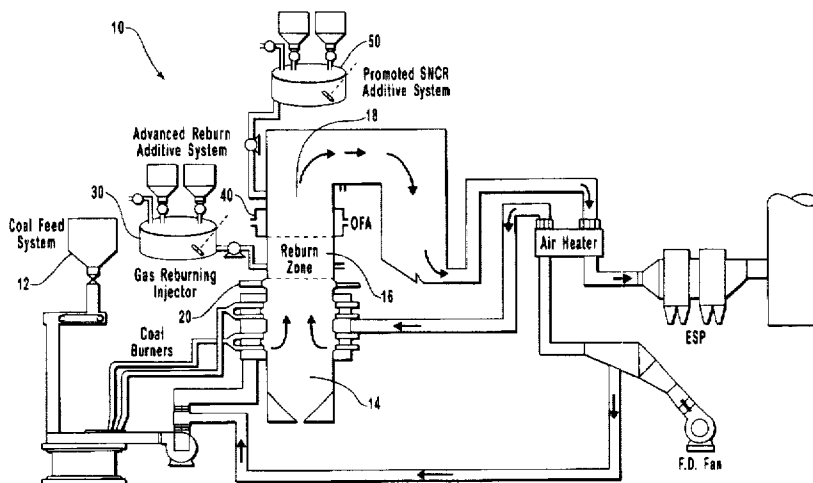 10
50
Promoted SNCR
Additive System
18
Advanced Reburn
Additive System
30
40
OFA
Coal Feed
System
12
Air Heater
Reburn
Zone
Gas Reburning
Injector
16
20
ESP
Coal
Burners
14
F.D. Fan